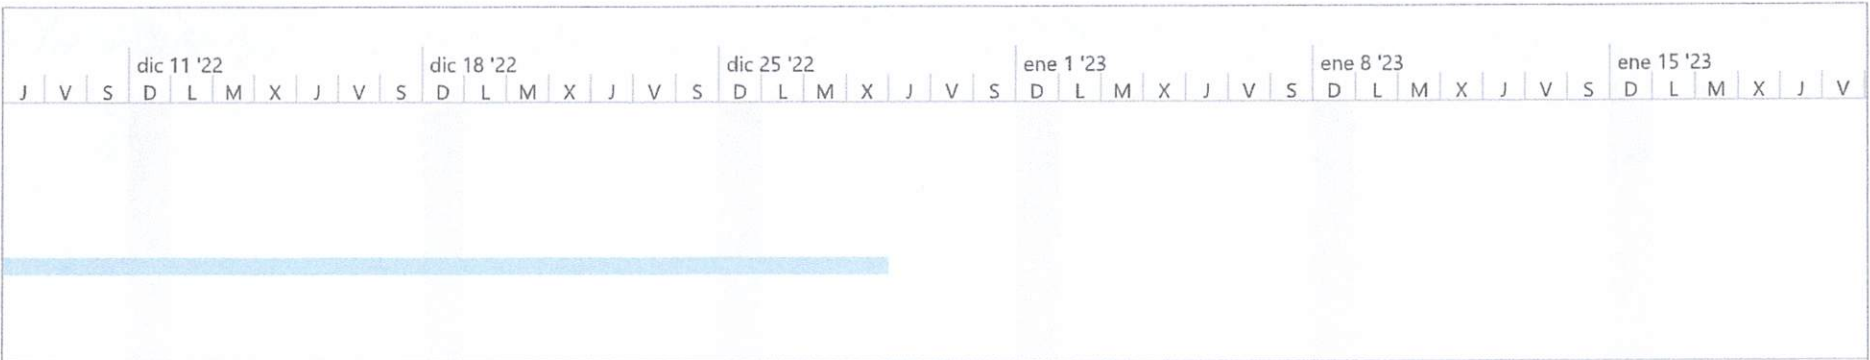 dic 11 '22 dic 18 '22 dic 25 '22 ene 1 '23 ene 8 '23 ene 15 '23
J V S D L M X J V S D L M X J V S D L M X J V S D L M X J V S D L M X J V S D L M X J V